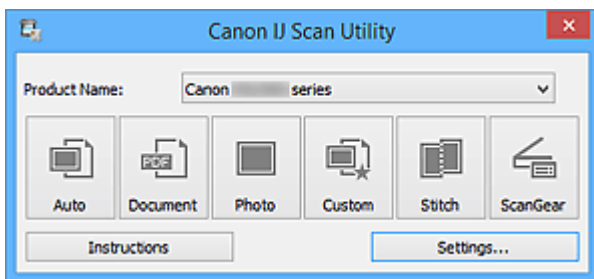 Canon IJ Scan Utility
Product Name: Canon series
PDF
Auto Document Photo Custom Stitch ScanGear
Instructions Settings...